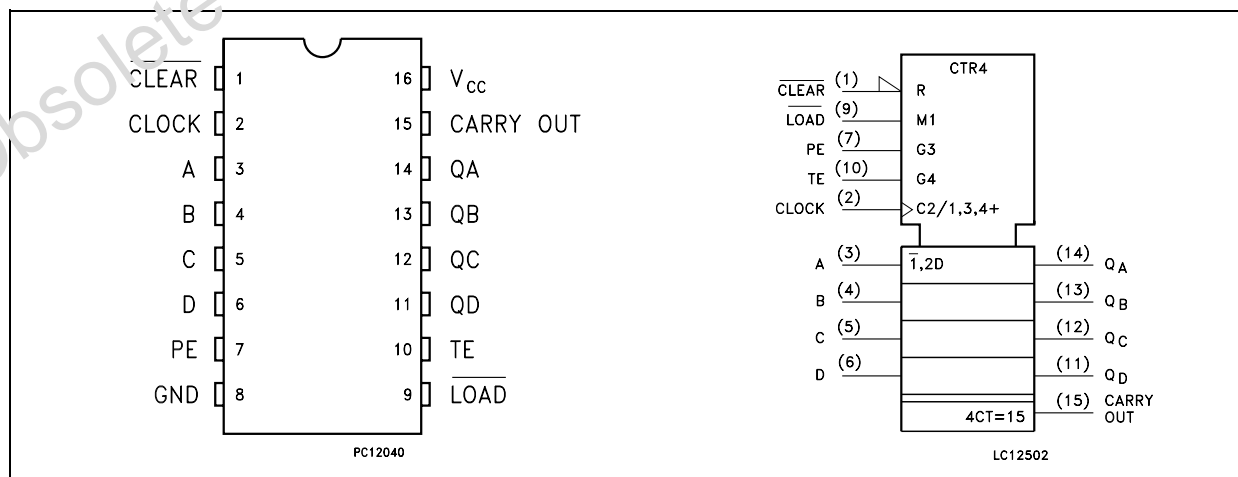 Obsolete
CLEAR 1 16 VCC
CLOCK 2 15 CARRY OUT
A 3 14 QA
B 4 13 QB
C 5 12 QC
D 6 11 QD
PE 7 10 TE
GND 8 9 LOAD
PC12040
CTR4
CLEAR (1) R
LOAD (9) M1
PE (7) G3
TE (10) G4
CLOCK (2) C2/1,3,4+
A (3) 1,2D (14) QA
B (4) (13) QB
C (5) (12) QC
D (6) (11) QD
4CT=15 (15) CARRY
OUT
LC12502